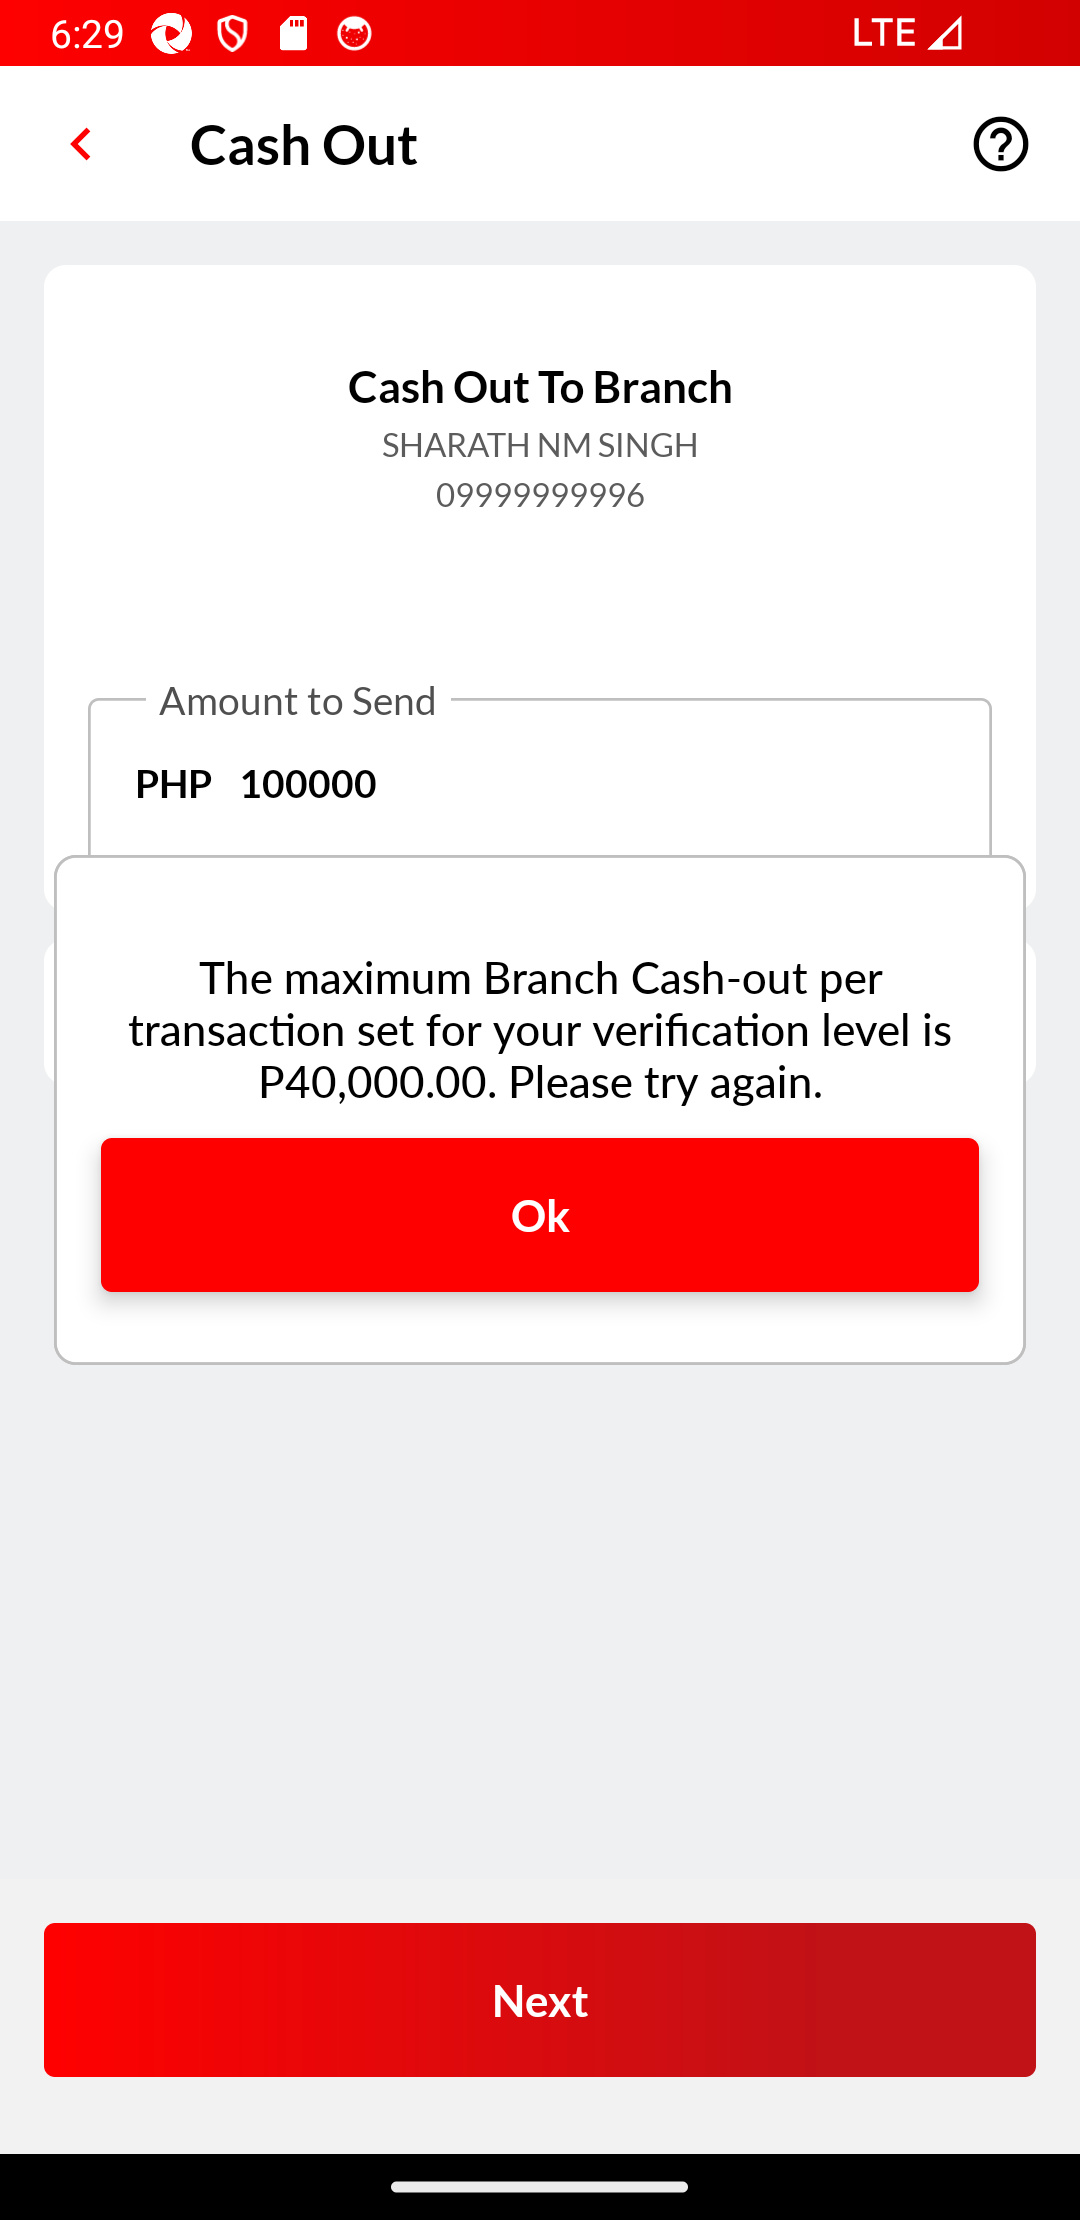 6:29
LTE
Cash Out
Cash Out To Branch
SHARATH NM SINGH
09999999996
Amount to Send
PHP 100000
The maximum Branch Cash-out per
transaction set for your verification level is
P40,000.00. Please try again.
Ok
Next